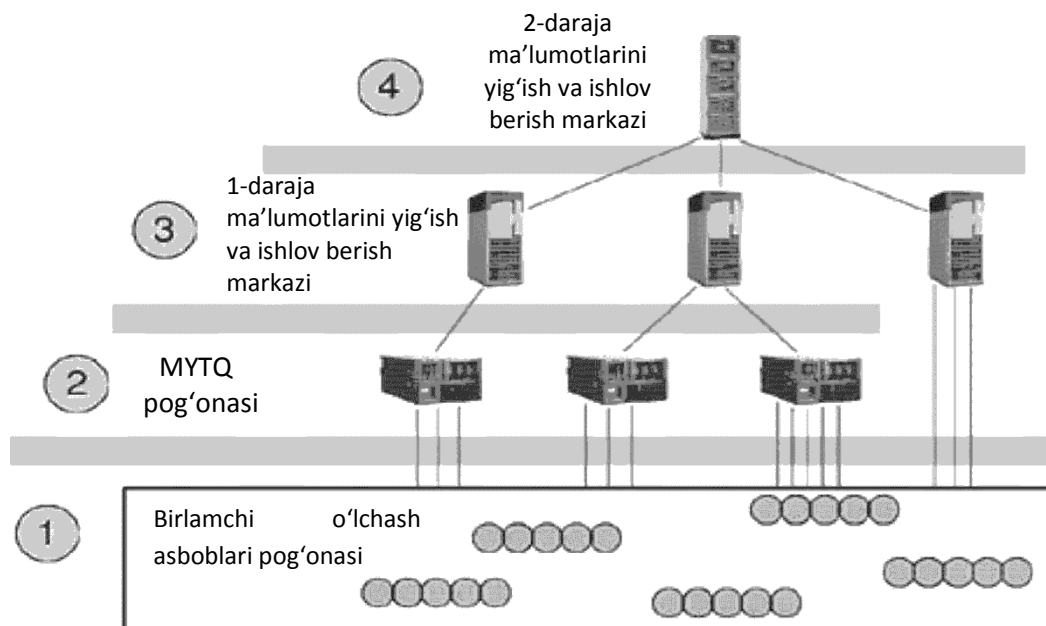 4
2-daraja
ma’lumotlarini
yig‘ish va ishlov
berish markazi
3
1-daraja
ma’lumotlarini yig‘ish
va ishlov berish
markazi
2
MYTQ
pog‘onasi
1
Birlamchi o‘lchash
asboblari pog‘onasi